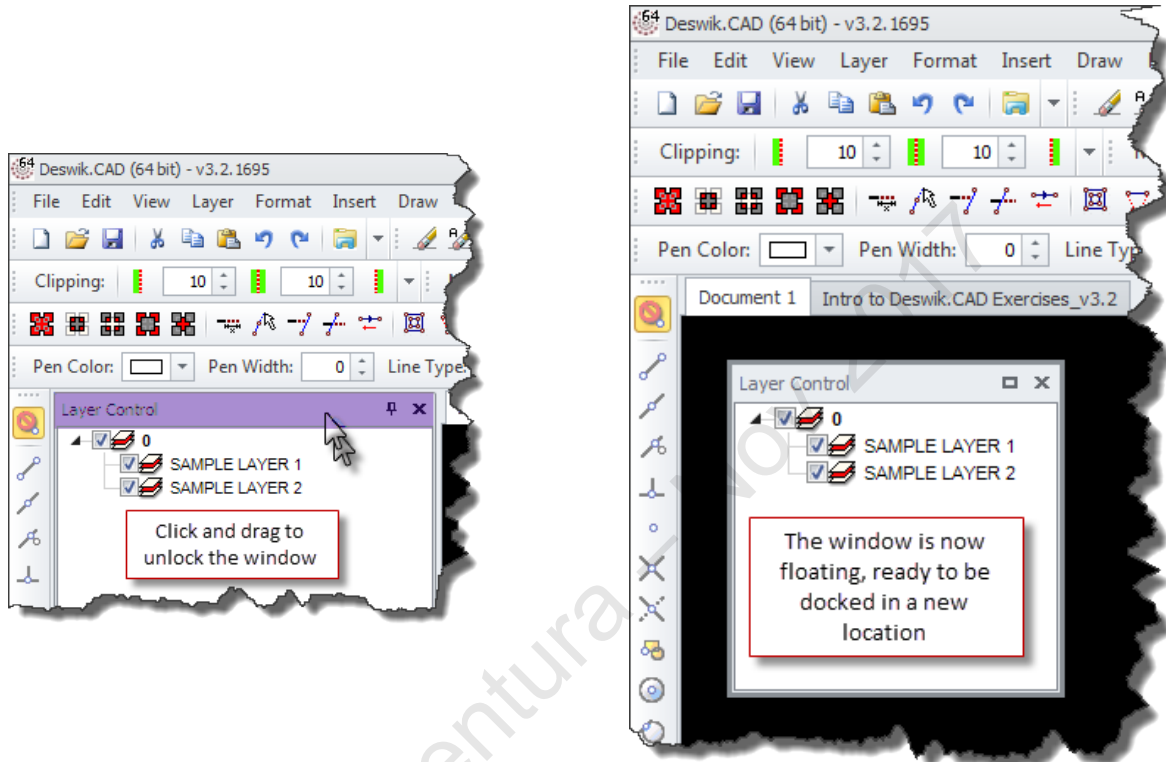 64 Deswik.CAD (64 bit) - v3.2.1695
File Edit View Layer Format Insert Draw
Clipping: 10 10
Pen Color: Pen Width: 0 Line Type:
Layer Control
0
SAMPLE LAYER 1
SAMPLE LAYER 2
Click and drag to
unlock the window
64 Deswik.CAD (64 bit) - v3.2.1695
File Edit View Layer Format Insert Draw
Clipping: 10 10
Pen Color: Pen Width: 0 Line Typ
Document 1 Intro to Deswik.CAD Exercises_v3.2
Layer Control
0
SAMPLE LAYER 1
SAMPLE LAYER 2
The window is now
floating, ready to be
docked in a new
location
entura – Nov 2017